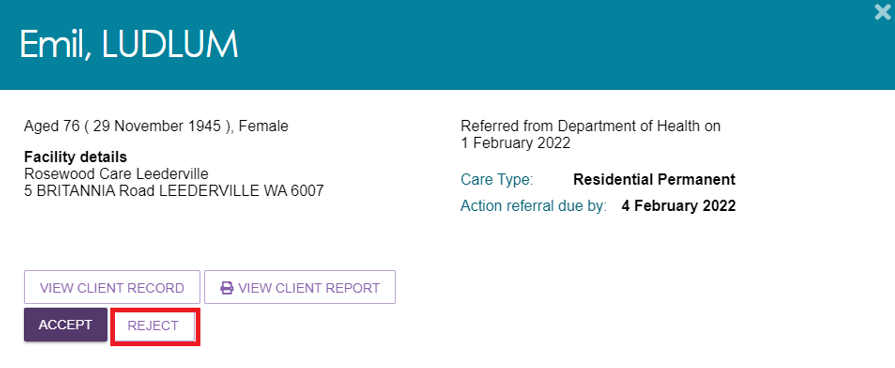 Emil, LUDLUM
Aged 76 ( 29 November 1945 ), Female
Facility details
Rosewood Care Leederville
5 BRITANNIA Road LEEDERVILLE WA 6007
Referred from Department of Health on
1 February 2022
Care Type: Residential Permanent
Action referral due by: 4 February 2022
VIEW CLIENT RECORD VIEW CLIENT REPORT
ACCEPT REJECT